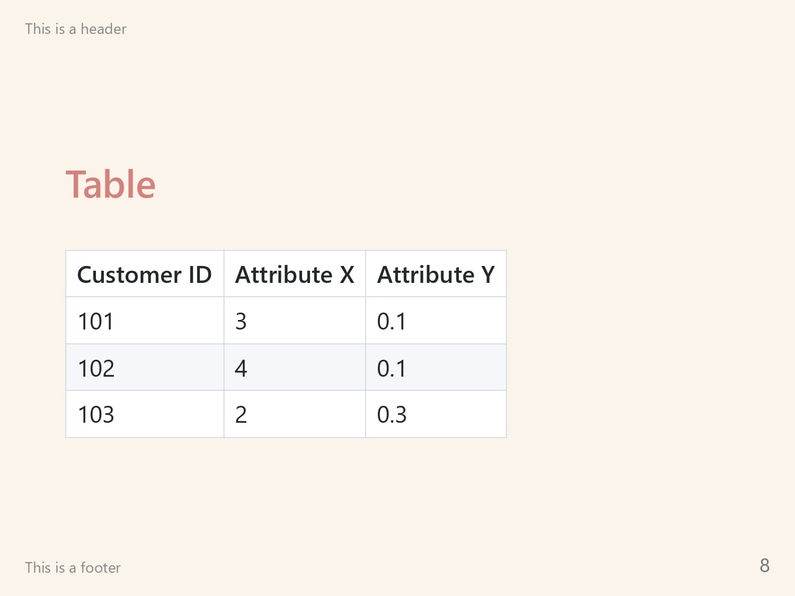 This is a header
Table
Customer ID Attribute X Attribute Y
101 3 0.1
102 4 0.1
103 2 0.3
This is a footer
8